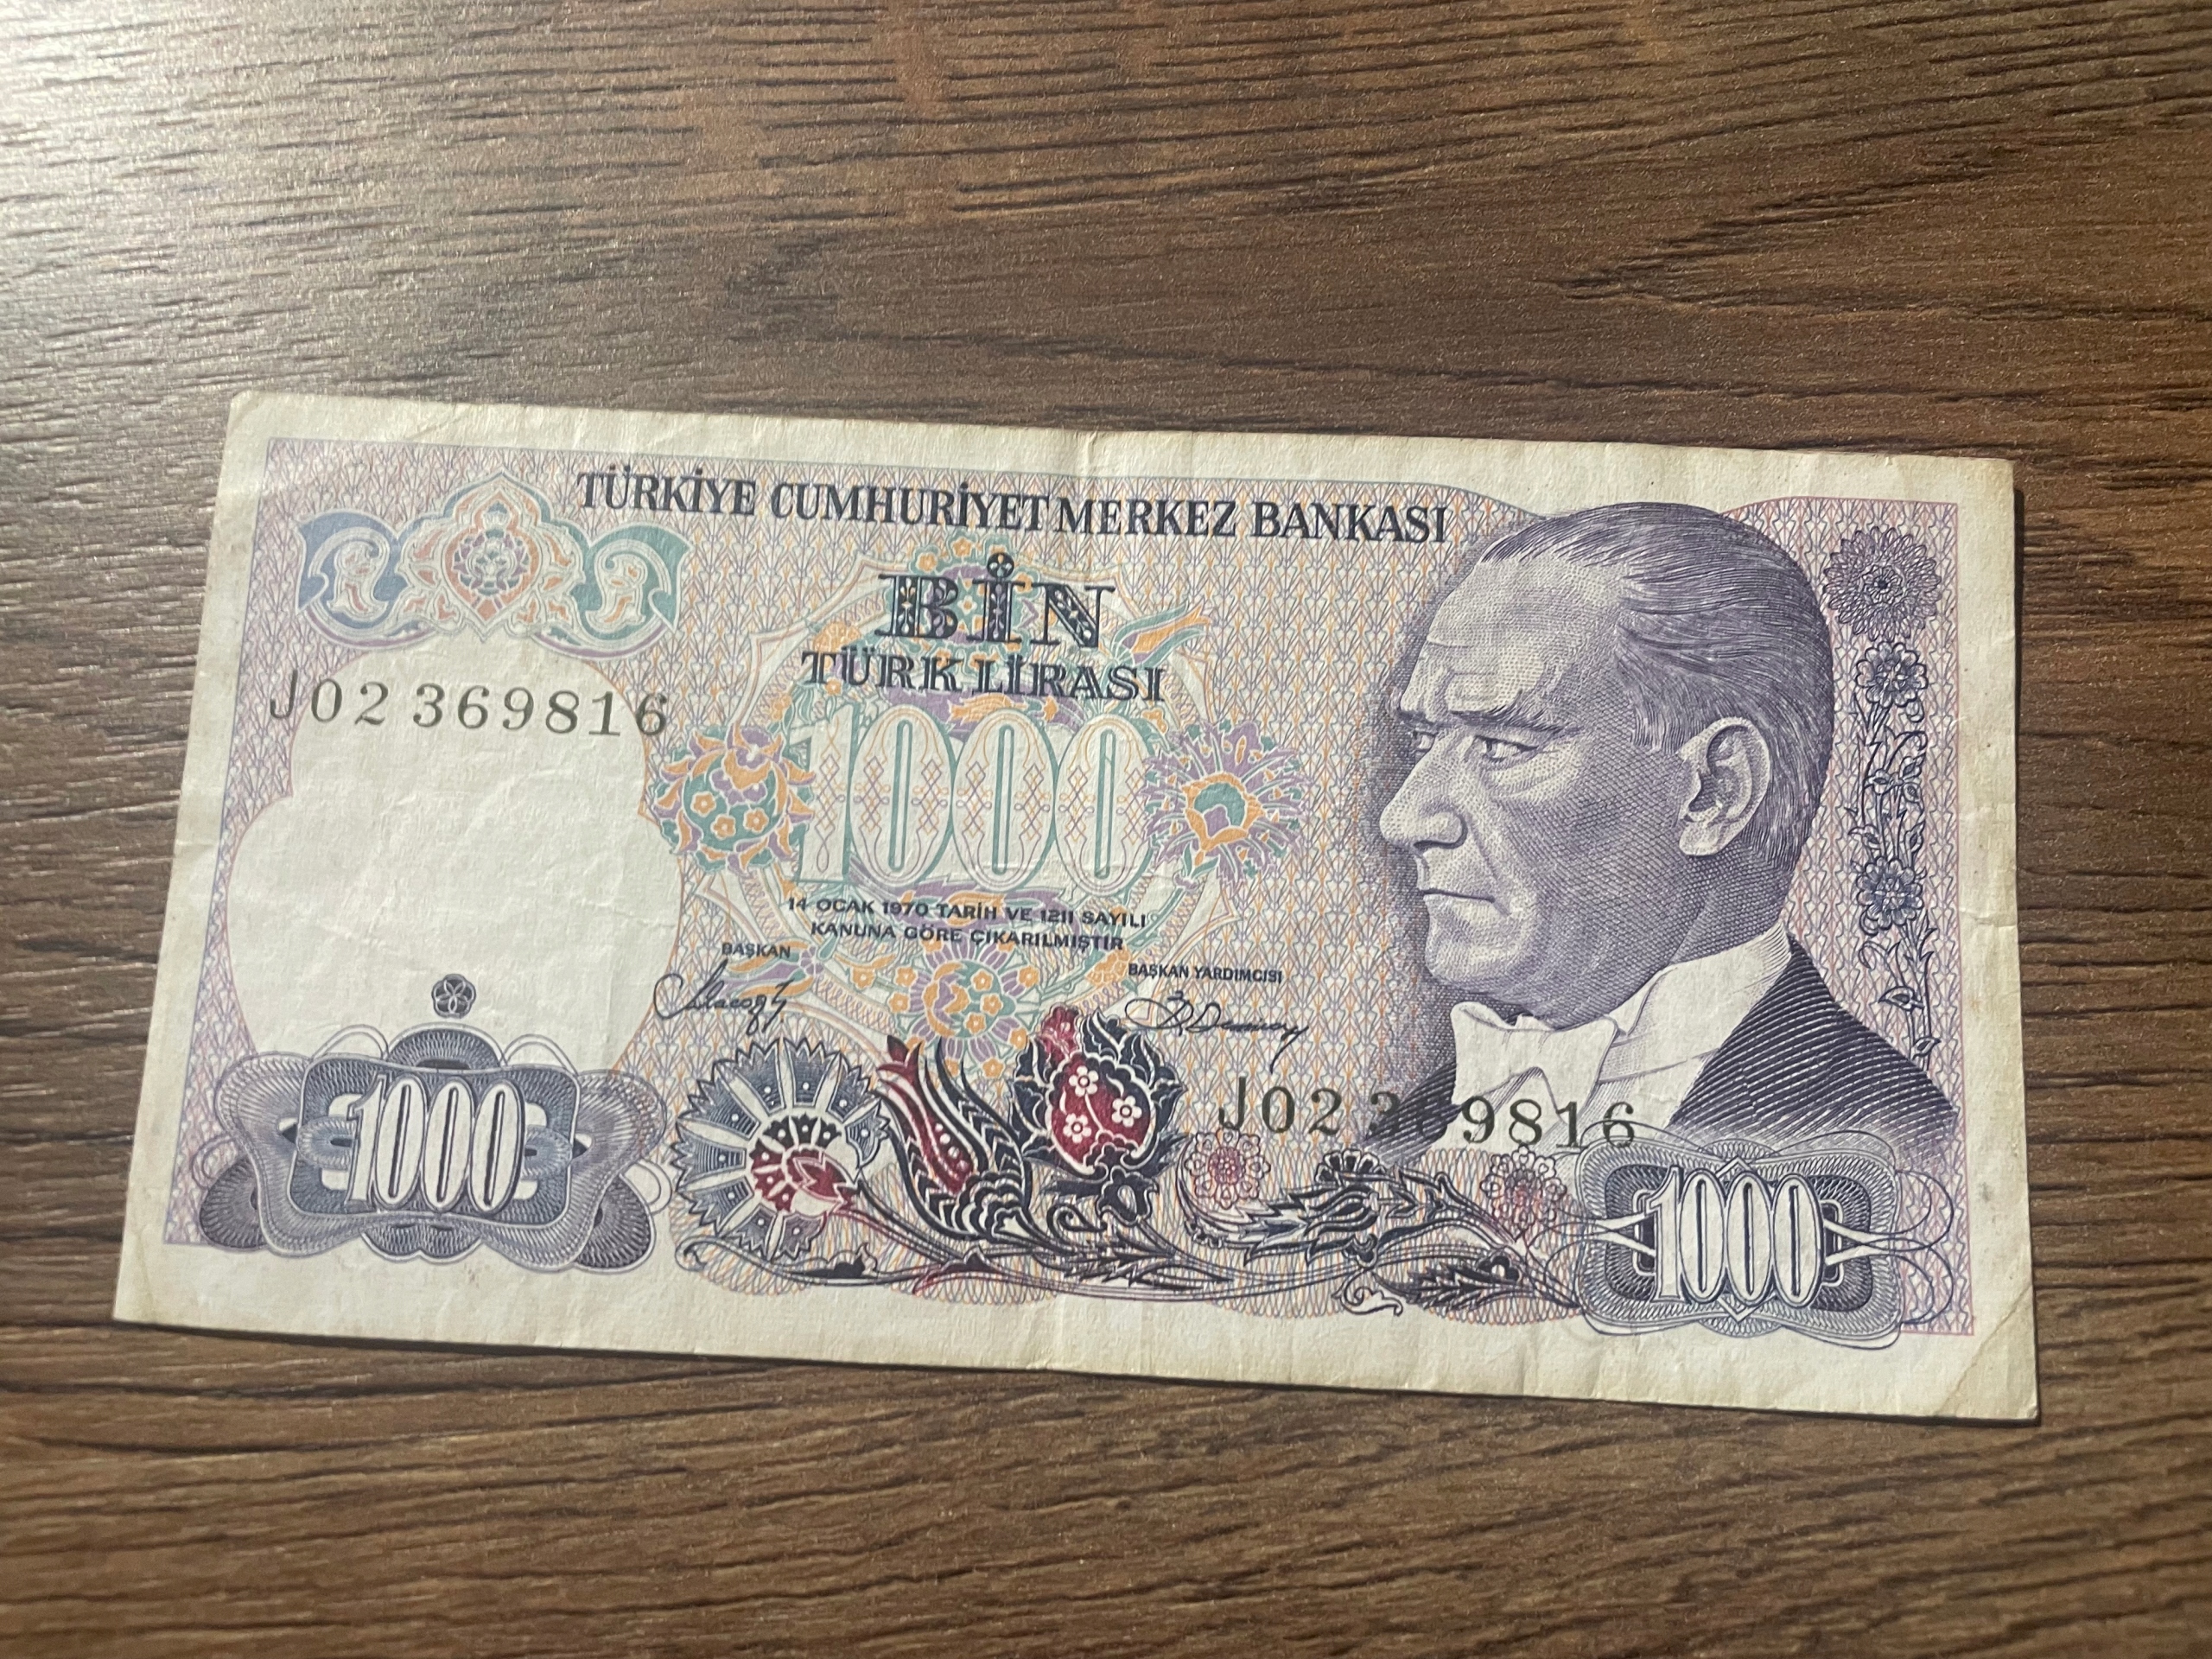 TÜRKİYE CUMHURİYET MERKEZ BANKASI
BİN
TÜRK LİRASI
J02 369816
1000
14 OCAK 1970 TARİH VE 1211 SAYILI
KANUNA GÖRE ÇIKARILMIŞTIR
BAŞKAN
BAŞKAN YARDIMCISI
J02 369816
1000
1000